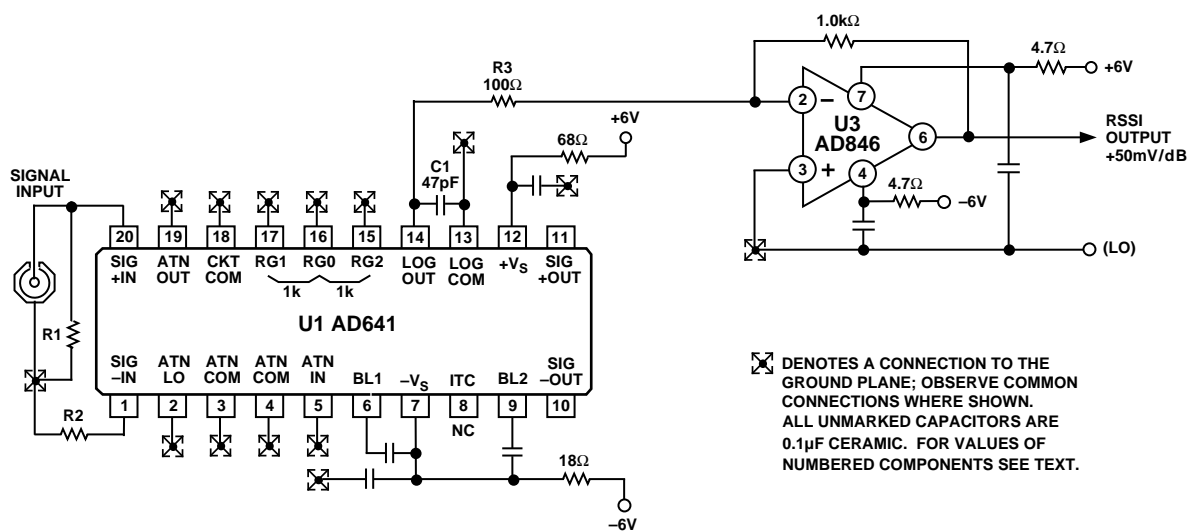 1.0kΩ
4.7Ω
+6V
R3
100Ω
2
–
7
U3
AD846
6
3
+
4
RSSI
OUTPUT
+50mV/dB
4.7Ω
–6V
(LO)
+6V
68Ω
C1
47pF
SIGNAL
INPUT
20 19 18 17 16 15 14 13 12 11
SIG +IN
ATN OUT
CKT COM
RG1
RG0
RG2
LOG OUT
LOG COM
+VS
SIG +OUT
1k
1k
U1 AD641
R1
SIG –IN
ATN LO
ATN COM
ATN COM
ATN IN
BL1
–VS
ITC
BL2
SIG –OUT
1 2 3 4 5 6 7 8 9 10
NC
R2
18Ω
–6V
DENOTES A CONNECTION TO THE
GROUND PLANE; OBSERVE COMMON
CONNECTIONS WHERE SHOWN.
ALL UNMARKED CAPACITORS ARE
0.1µF CERAMIC. FOR VALUES OF
NUMBERED COMPONENTS SEE TEXT.